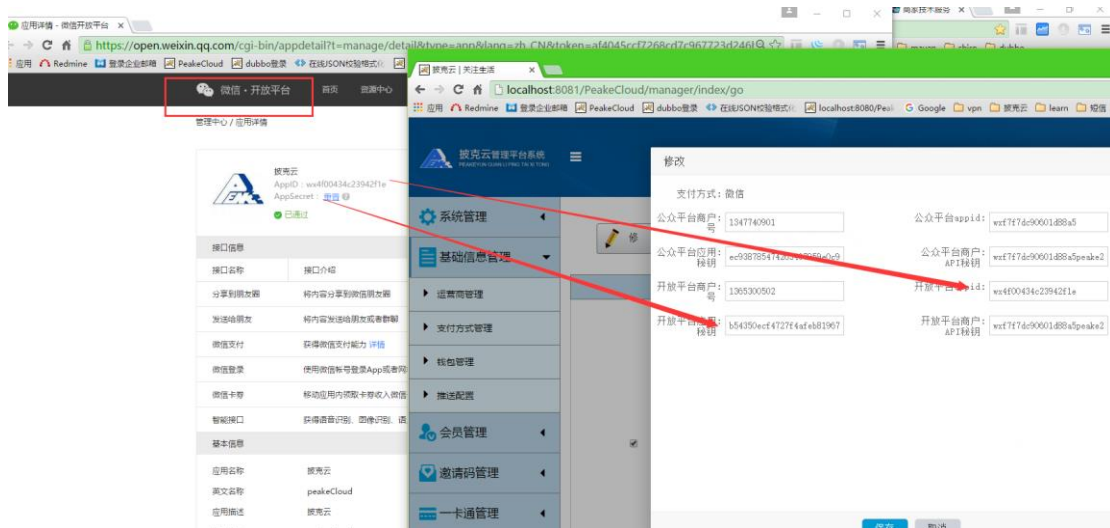 应用详情 - 微信开放平台
https://open.weixin.qq.com/cgi-bin/appdetail?t=manage/detail&type=app&lang=zh_CN&token=af4045ccf7268cd7c967723d246
应用 Redmine 登录企业邮箱 PeakeCloud dubbo登录 在线JSON校验格式化
微信 · 开放平台 首页 资源中心
管理中心 / 应用详情
披克云
AppID：wx4f00434c23942f1e
AppSecret： 重置
已通过
接口信息
接口名称 接口介绍
分享到朋友圈 将内容分享到微信朋友圈
发送给朋友 将内容发送给朋友或者群聊
微信支付 获得微信支付能力 详情
微信登录 使用微信帐号登录App或者网
微信卡券 移动应用内领取卡券收入微信
智能接口 获得语音识别、图像识别、语
基本信息
应用名称 披克云
英文名称 peakeCloud
应用描述 披克云
商家技术服务
披克云 | 关注生活
localhost:8081/PeakeCloud/manager/index/go
应用 Redmine 登录企业邮箱 PeakeCloud dubbo登录 在线JSON校验格式化 localhost:8080/Peak Google vpn 披克云 learn 短信
披克云管理平台系统
系统管理
基础信息管理
运营商管理
支付方式管理
钱包管理
推送配置
会员管理
邀请码管理
一卡通管理
修
修改
支付方式: 微信
公众平台商户号: 1347740901 公众平台appid: wxf7f7dc90601d88a5
公众平台应用秘钥: 公众平台商户API秘钥: wxf7f7dc90601d88a5peake2
开放平台商户号: 1365300502 开放平台appid: wx4f00434c23942f1e
开放平台应用秘钥: b54350ecf4727f4afeb81967 开放平台商户API秘钥: wxf7f7dc90601d88a5peake2
保存 取消